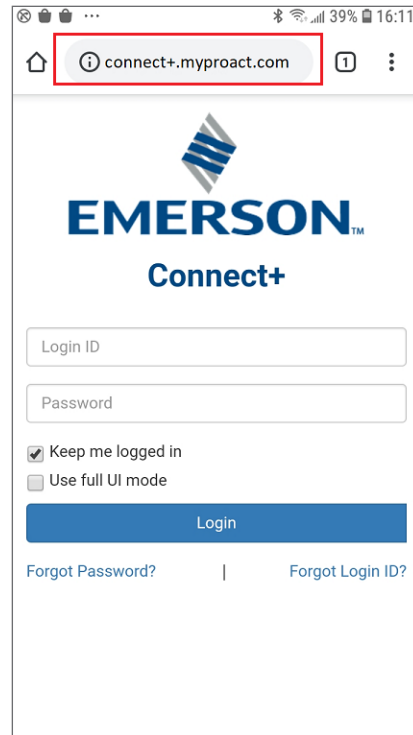 39% 16:11
connect+.myproact.com 1
EMERSON™
Connect+
Login ID
Password
Keep me logged in
Use full UI mode
Login
Forgot Password? | Forgot Login ID?